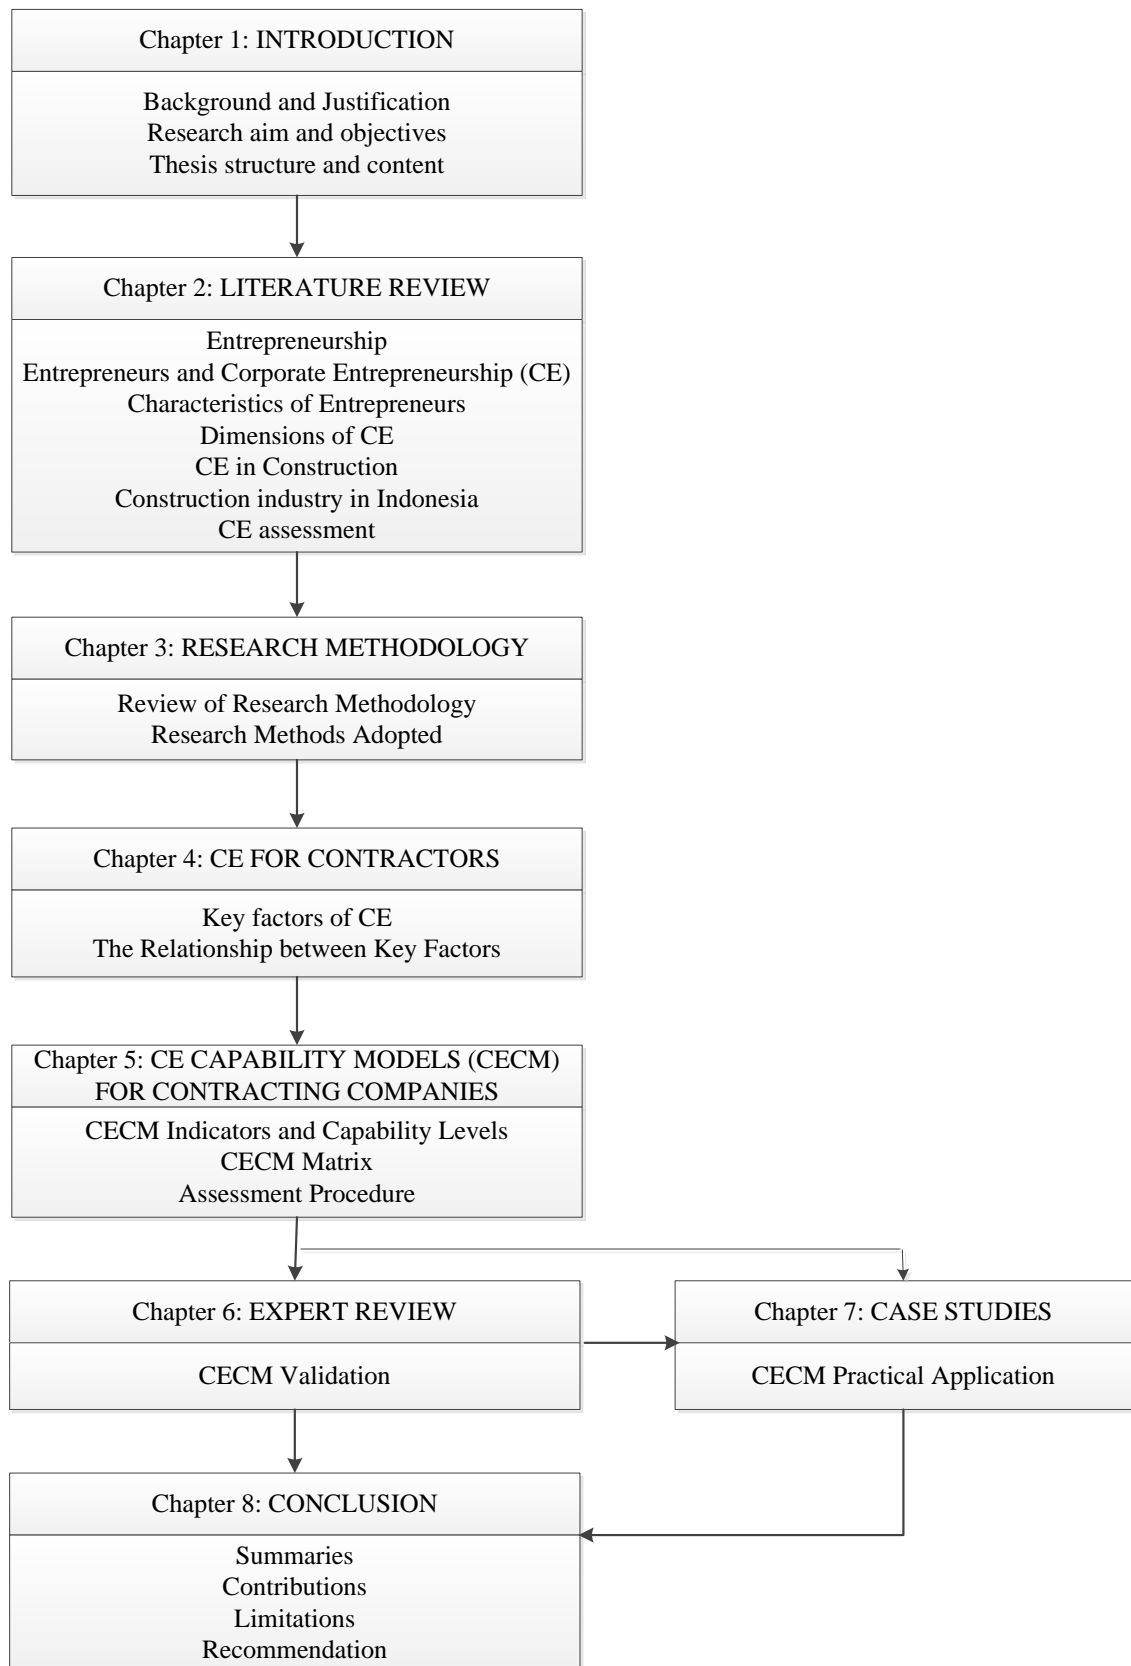 Chapter 1: INTRODUCTION
Background and Justification
Research aim and objectives
Thesis structure and content
Chapter 2: LITERATURE REVIEW
Entrepreneurship
Entrepreneurs and Corporate Entrepreneurship (CE)
Characteristics of Entrepreneurs
Dimensions of CE
CE in Construction
Construction industry in Indonesia
CE assessment
Chapter 3: RESEARCH METHODOLOGY
Review of Research Methodology
Research Methods Adopted
Chapter 4: CE FOR CONTRACTORS
Key factors of CE
The Relationship between Key Factors
Chapter 5: CE CAPABILITY MODELS (CECM)
FOR CONTRACTING COMPANIES
CECM Indicators and Capability Levels
CECM Matrix
Assessment Procedure
Chapter 6: EXPERT REVIEW
CECM Validation
Chapter 7: CASE STUDIES
CECM Practical Application
Chapter 8: CONCLUSION
Summaries
Contributions
Limitations
Recommendation